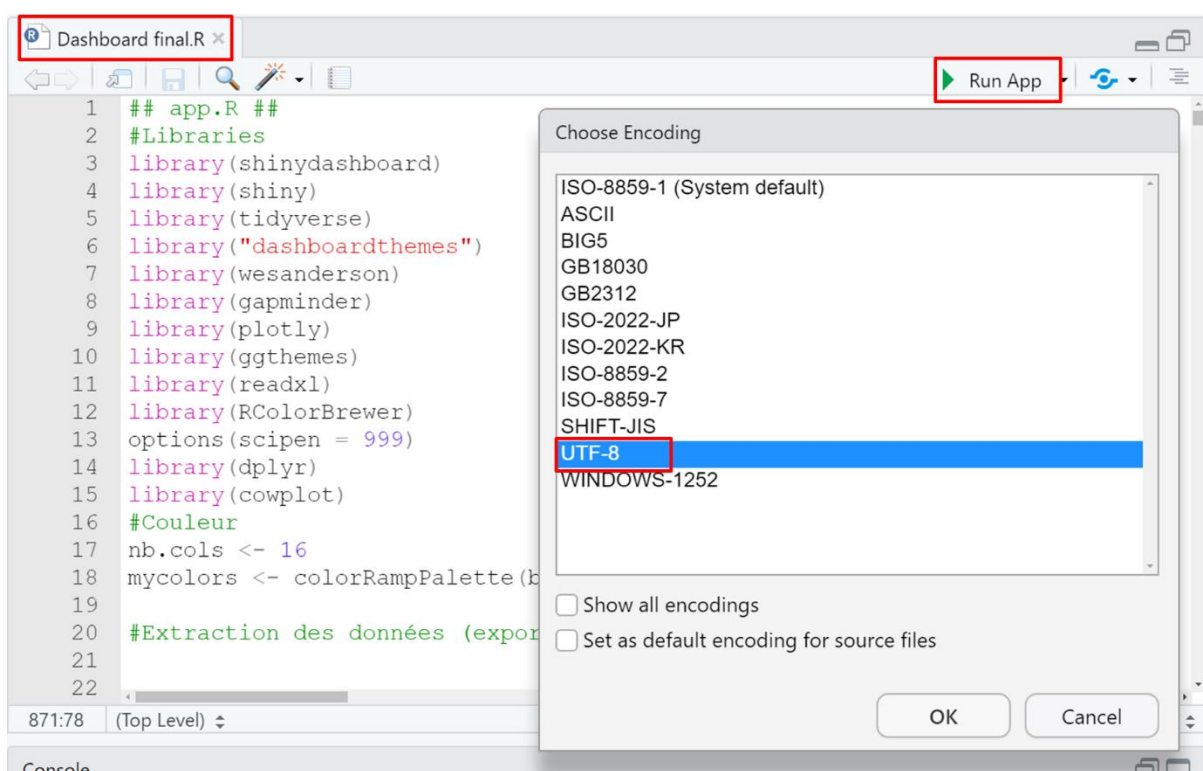 Dashboard final.R
Run App
1 ## app.R ##
2 #Libraries
3 library(shinydashboard)
4 library(shiny)
5 library(tidyverse)
6 library("dashboardthemes")
7 library(wesanderson)
8 library(gapminder)
9 library(plotly)
10 library(ggthemes)
11 library(readxl)
12 library(RColorBrewer)
13 options(scipen = 999)
14 library(dplyr)
15 library(cowplot)
16 #Couleur
17 nb.cols <- 16
18 mycolors <- colorRampPalette(b
19
20 #Extraction des données (expor
21
22
871:78 (Top Level)
Console
Choose Encoding
ISO-8859-1 (System default)
ASCII
BIG5
GB18030
GB2312
ISO-2022-JP
ISO-2022-KR
ISO-8859-2
ISO-8859-7
SHIFT-JIS
UTF-8
WINDOWS-1252
Show all encodings
Set as default encoding for source files
OK Cancel